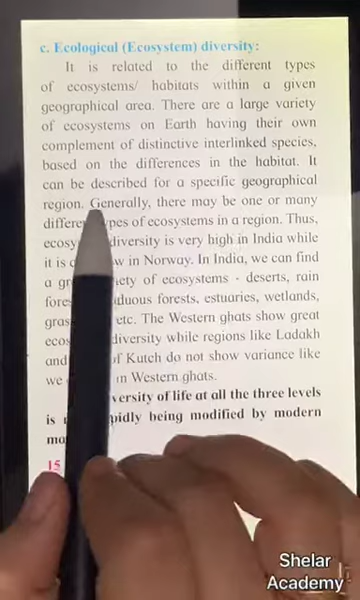 c. Ecological (Ecosystem) diversity:
It is related to the different types
of ecosystems/ habitats within a given
geographical area. There are a large variety
of ecosystems on Earth having their own
complement of distinctive interlinked species,
based on the differences in the habitat. It
can be described for a specific geographical
region. Generally, there may be one or many
differe ypes of ecosystems in a region. Thus,
ecosy diversity is very high in India while
it is w in Norway. In India, we can find
a gr iety of ecosystems - deserts, rain
fore duous forests, estuaries, wetlands,
gras etc. The Western ghats show great
ecos diversity while regions like Ladakh
and of Kutch do not show variance like
we in Western ghats.
versity of life at all the three levels
is pidly being modified by modern
15
Shelar
Academy